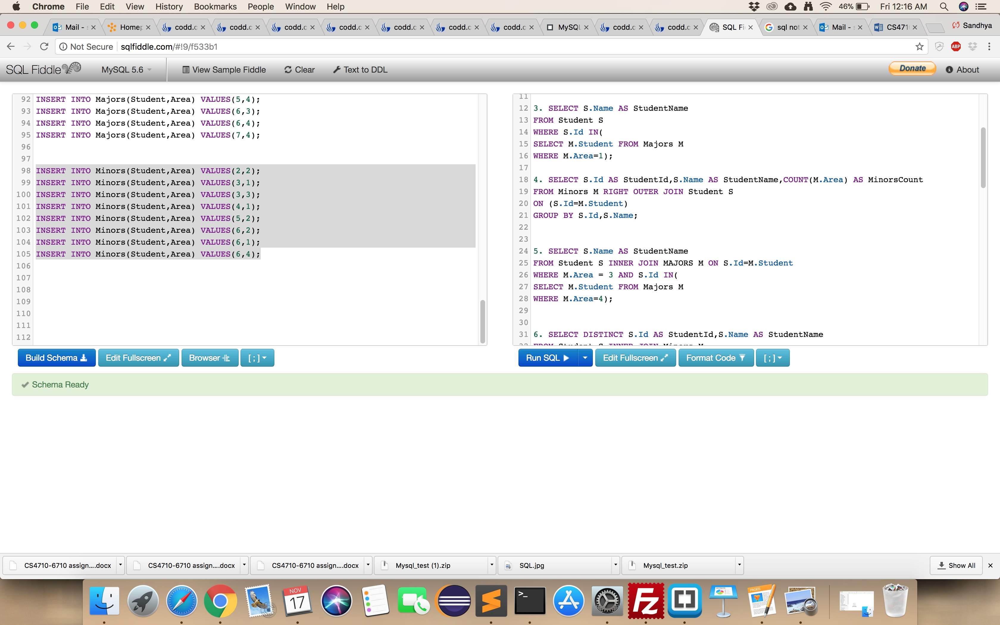 Chrome File Edit View History Bookmarks People Window Help 46% Fri 12:16 AM
Mail - Homep codd.c codd.c codd.c codd.c codd.c codd.c codd.c MySQL codd.c codd.c SQL Fi sql not Mail - CS471 Sandhya
Not Secure sqlfiddle.com/#!9/f533b1 ABP
SQL Fiddle MySQL 5.6 View Sample Fiddle Clear Text to DDL Donate About
92 INSERT INTO Majors(Student,Area) VALUES(5,4);
93 INSERT INTO Majors(Student,Area) VALUES(6,3);
94 INSERT INTO Majors(Student,Area) VALUES(6,4);
95 INSERT INTO Majors(Student,Area) VALUES(7,4);
96
97
98 INSERT INTO Minors(Student,Area) VALUES(2,2);
99 INSERT INTO Minors(Student,Area) VALUES(3,1);
100 INSERT INTO Minors(Student,Area) VALUES(3,3);
101 INSERT INTO Minors(Student,Area) VALUES(4,1);
102 INSERT INTO Minors(Student,Area) VALUES(5,2);
103 INSERT INTO Minors(Student,Area) VALUES(6,2);
104 INSERT INTO Minors(Student,Area) VALUES(6,1);
105 INSERT INTO Minors(Student,Area) VALUES(6,4);
106
107
108
109
110
111
112
11
12 3. SELECT S.Name AS StudentName
13 FROM Student S
14 WHERE S.Id IN(
15 SELECT M.Student FROM Majors M
16 WHERE M.Area=1);
17
18 4. SELECT S.Id AS StudentId,S.Name AS StudentName,COUNT(M.Area) AS MinorsCount
19 FROM Minors M RIGHT OUTER JOIN Student S
20 ON (S.Id=M.Student)
21 GROUP BY S.Id,S.Name;
22
23
24 5. SELECT S.Name AS StudentName
25 FROM Student S INNER JOIN MAJORS M ON S.Id=M.Student
26 WHERE M.Area = 3 AND S.Id IN(
27 SELECT M.Student FROM Majors M
28 WHERE M.Area=4);
29
30
31 6. SELECT DISTINCT S.Id AS StudentId,S.Name AS StudentName
Build Schema Edit Fullscreen Browser [ ; ]
Run SQL Edit Fullscreen Format Code [ ; ]
Schema Ready
CS4710-6710 assign....docx CS4710-6710 assign....docx CS4710-6710 assign....docx Mysql_test (1).zip SQL.jpg Mysql_test.zip Show All
NOV
17
>_
Fz
PAGES